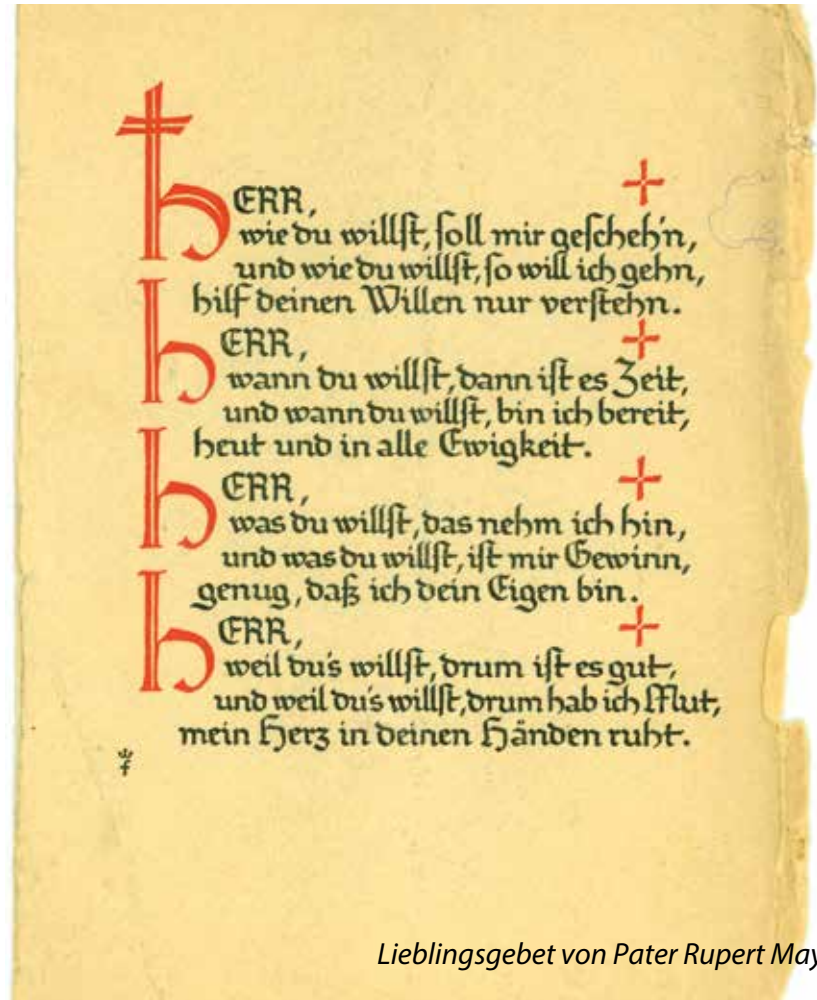 HERR,
wie du willst, soll mir gescheh'n,
und wie du willst, so will ich gehn,
hilf deinen Willen nur verstehn.
HERR,
wann du willst, dann ist es Zeit,
und wann du willst, bin ich bereit,
heut und in alle Ewigkeit.
HERR,
was du willst, das nehm ich hin,
und was du willst, ist mir Gewinn,
genug, daß ich dein Eigen bin.
HERR,
weil du's willst, drum ist es gut,
und weil du's willst, drum hab ich Mut,
mein Herz in deinen Händen ruht.
Lieblingsgebet von Pater Rupert May